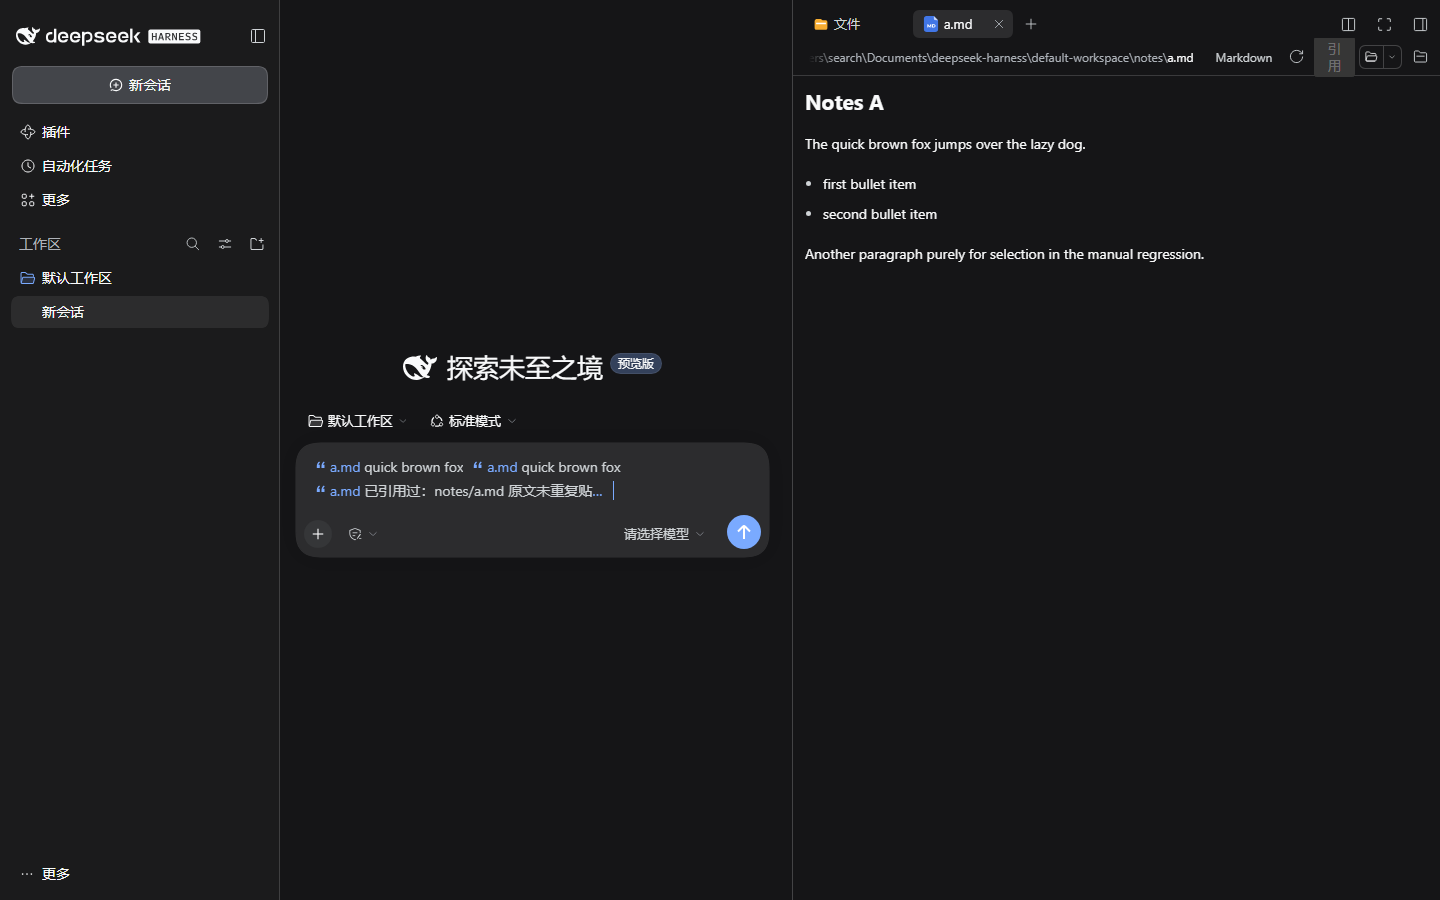 deepseek HARNESS
新会话
插件
自动化任务
更多
工作区
默认工作区
新会话
更多
探索未至之境 预览版
默认工作区 标准模式
“ a.md quick brown fox “ a.md quick brown fox
“ a.md 已引用过：notes/a.md 原文未重复贴...
请选择模型
文件 a.md
\search\Documents\deepseek-harness\default-workspace\notes\a.md Markdown 引用
Notes A
The quick brown fox jumps over the lazy dog.
• first bullet item
• second bullet item
Another paragraph purely for selection in the manual regression.